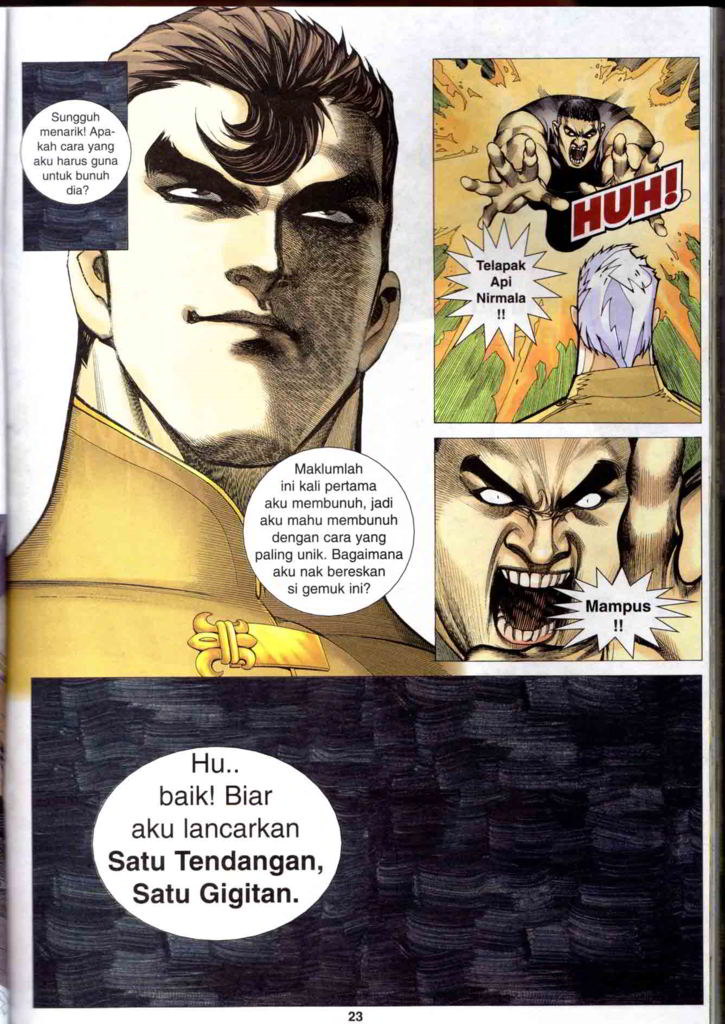 Sungguh
menarik! Apa-
kah cara yang
aku harus guna
untuk bunuh
dia?
HUH!
Telapak
Api
Nirmala
!!
Maklumlah
ini kali pertama
aku membunuh, jadi
aku mahu membunuh
dengan cara yang
paling unik. Bagaimana
aku nak bereskan
si gemuk ini?
Mampus
!!
Hu..
baik! Biar
aku lancarkan
Satu Tendangan,
Satu Gigitan.
23